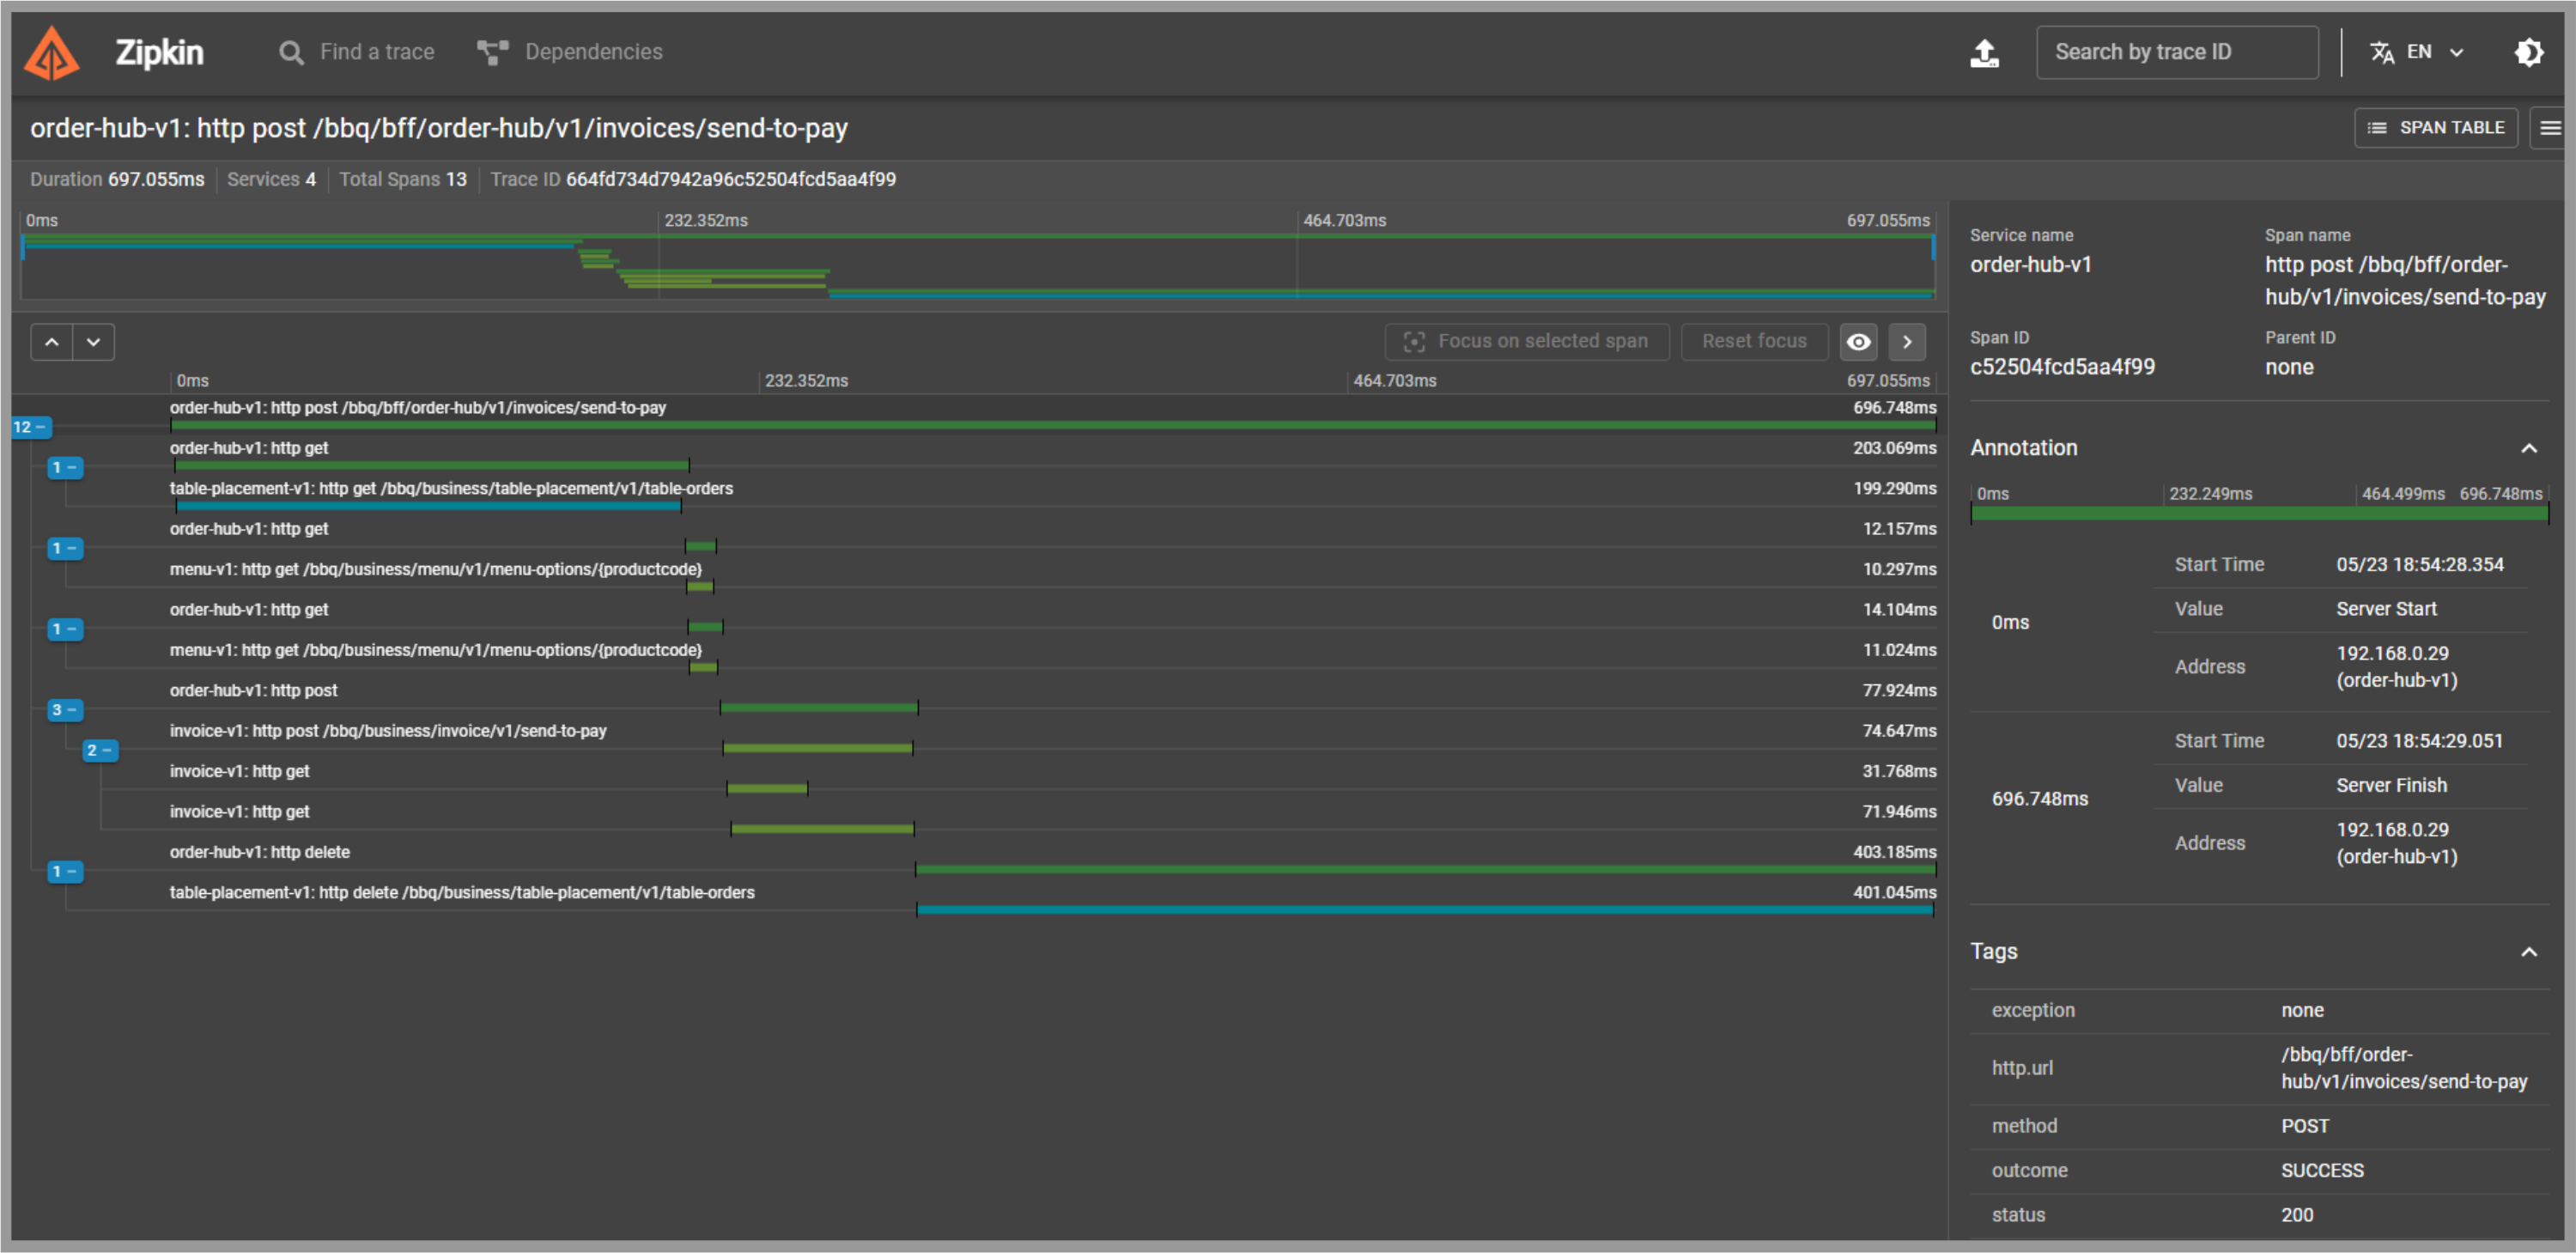 Zipkin
Find a trace
Dependencies
Search by trace ID
EN
order-hub-v1: http post /bbq/bff/order-hub/v1/invoices/send-to-pay
SPAN TABLE
Duration 697.055ms
Services 4
Total Spans 13
Trace ID 664fd734d7942a96c52504fcd5aa4f99
0ms
232.352ms
464.703ms
697.055ms
Focus on selected span
Reset focus
0ms
232.352ms
464.703ms
697.055ms
order-hub-v1: http post /bbq/bff/order-hub/v1/invoices/send-to-pay
696.748ms
12 −
order-hub-v1: http get
203.069ms
1 −
table-placement-v1: http get /bbq/business/table-placement/v1/table-orders
199.290ms
order-hub-v1: http get
12.157ms
1 −
menu-v1: http get /bbq/business/menu/v1/menu-options/{productcode}
10.297ms
order-hub-v1: http get
14.104ms
1 −
menu-v1: http get /bbq/business/menu/v1/menu-options/{productcode}
11.024ms
order-hub-v1: http post
77.924ms
3 −
invoice-v1: http post /bbq/business/invoice/v1/send-to-pay
74.647ms
2 −
invoice-v1: http get
31.768ms
invoice-v1: http get
71.946ms
order-hub-v1: http delete
403.185ms
1 −
table-placement-v1: http delete /bbq/business/table-placement/v1/table-orders
401.045ms
Service name
order-hub-v1
Span name
http post /bbq/bff/order-
hub/v1/invoices/send-to-pay
Span ID
c52504fcd5aa4f99
Parent ID
none
Annotation
0ms
232.249ms
464.499ms
696.748ms
0ms
Start Time
05/23 18:54:28.354
Value
Server Start
Address
192.168.0.29
(order-hub-v1)
696.748ms
Start Time
05/23 18:54:29.051
Value
Server Finish
Address
192.168.0.29
(order-hub-v1)
Tags
exception
none
http.url
/bbq/bff/order-
hub/v1/invoices/send-to-pay
method
POST
outcome
SUCCESS
status
200